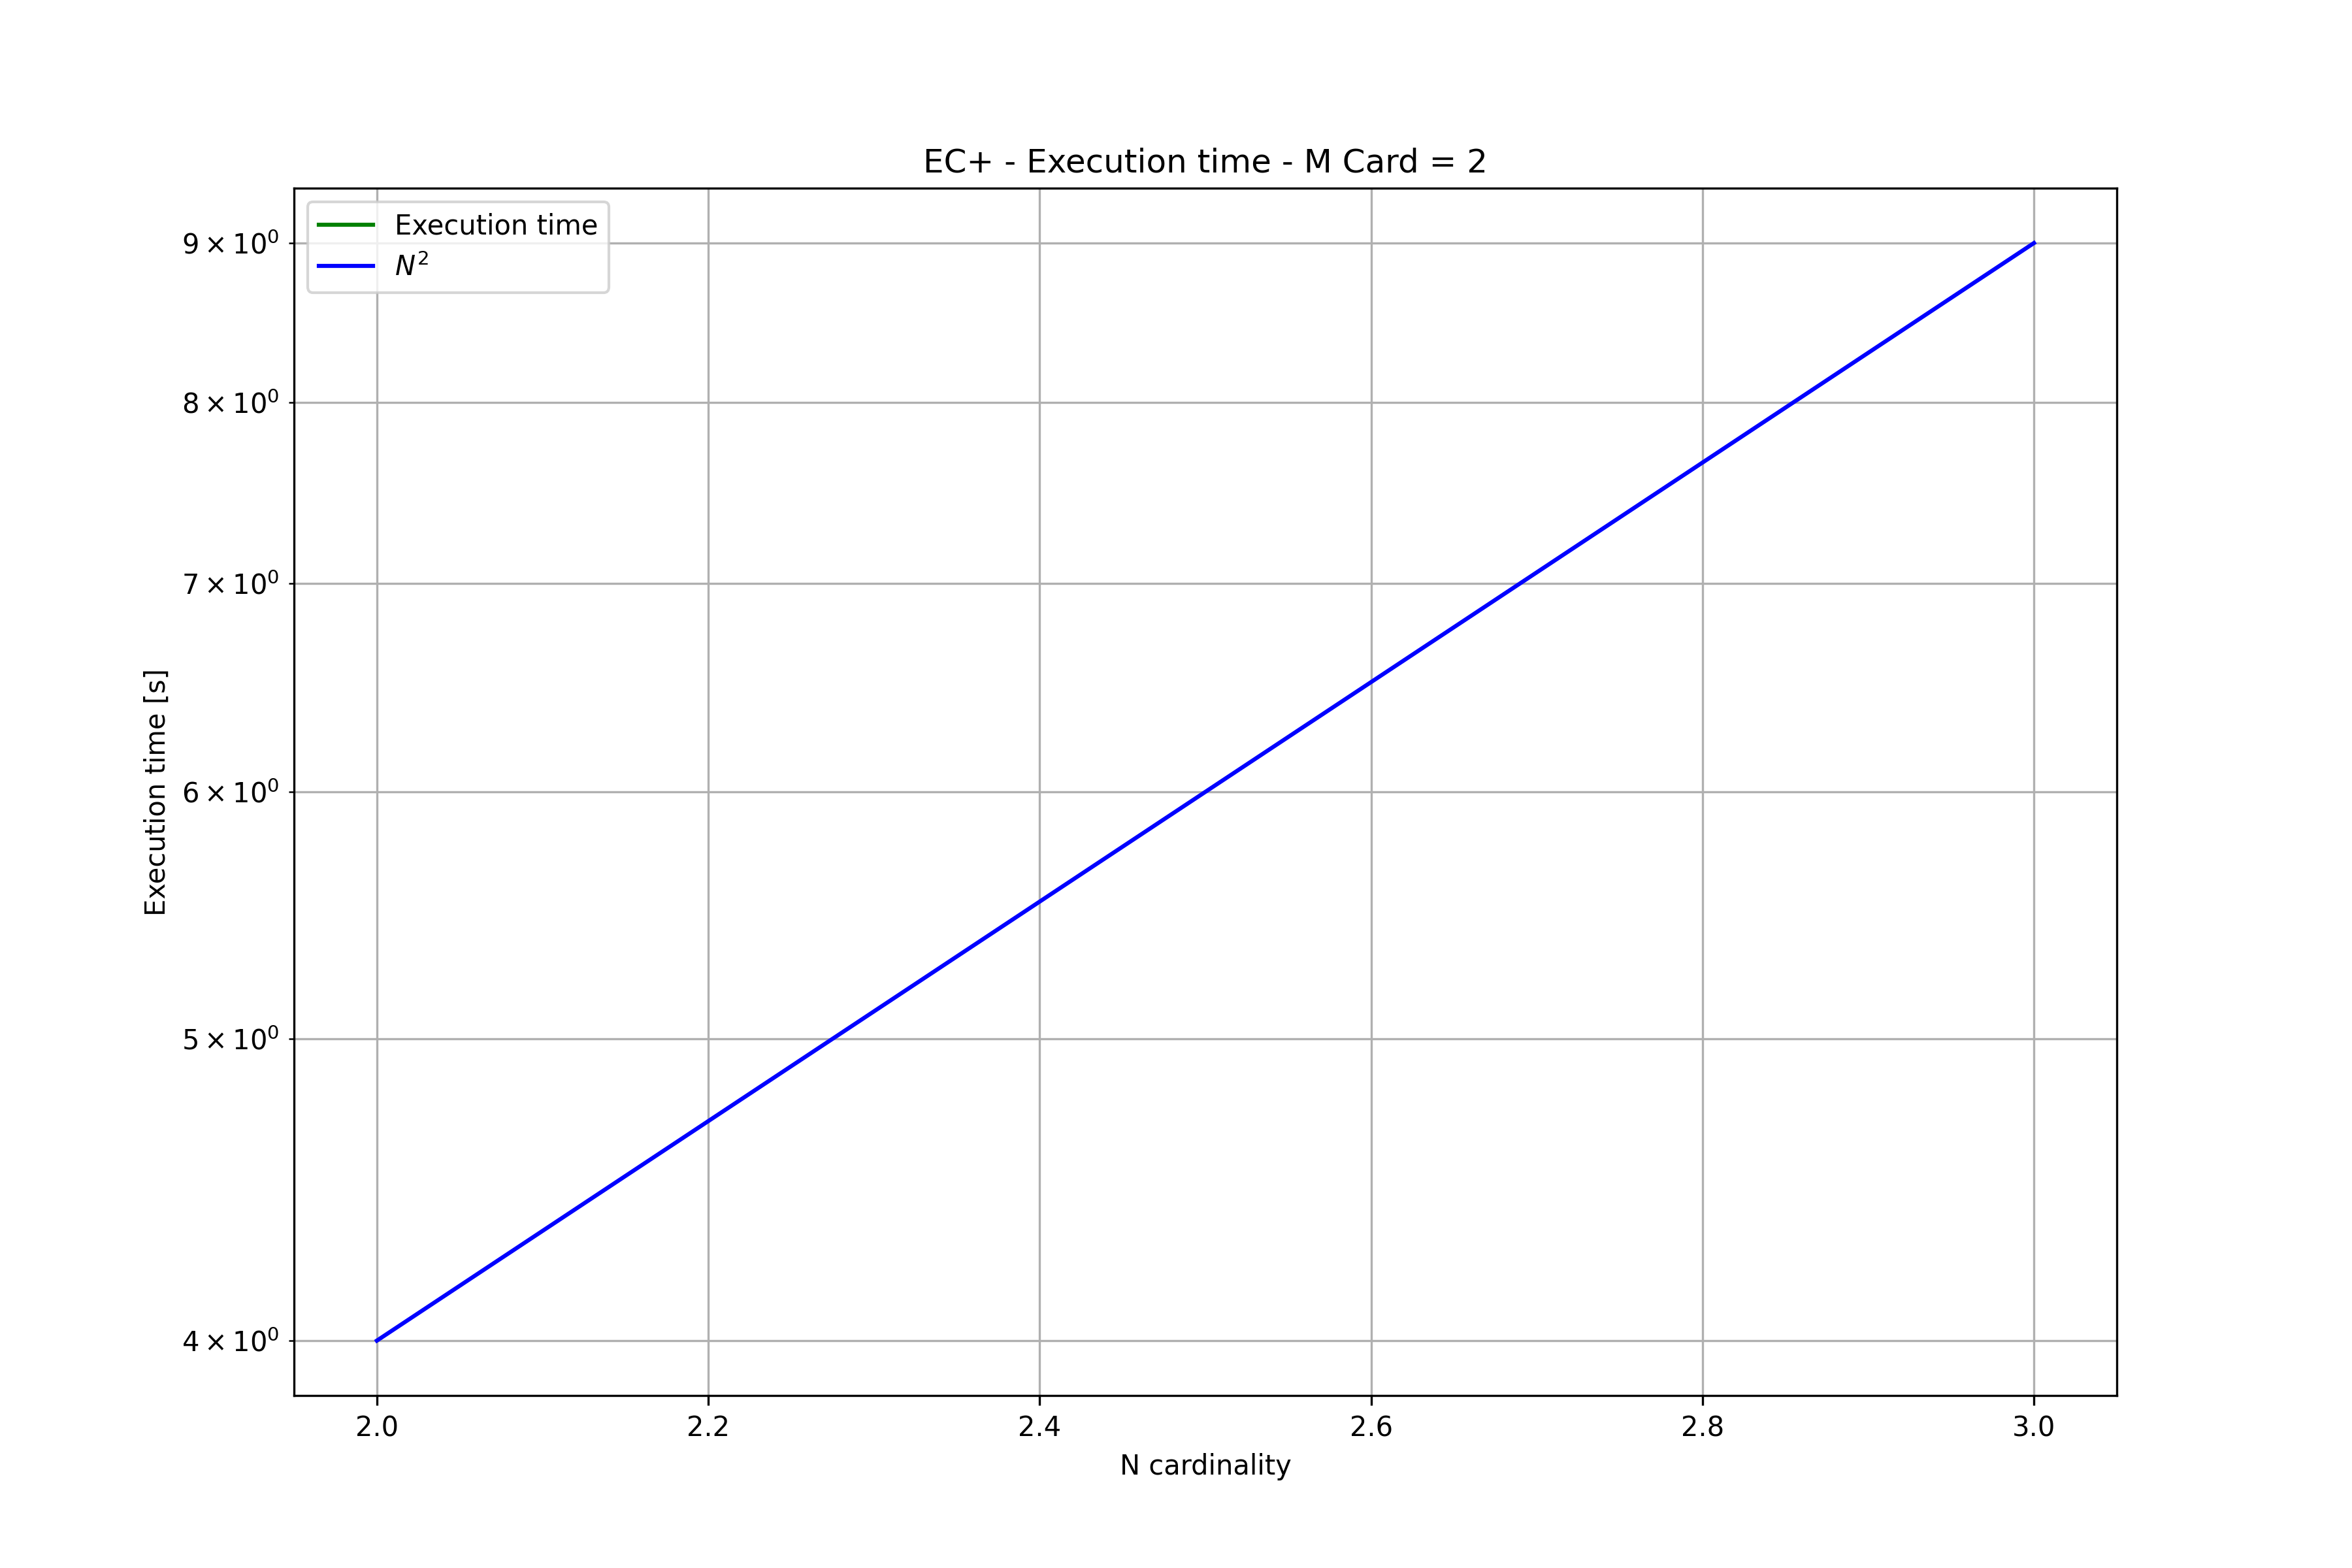 EC+ - Execution time - M Card = 2
Execution time
N²
9 × 10⁰
8 × 10⁰
7 × 10⁰
6 × 10⁰
5 × 10⁰
4 × 10⁰
Execution time [s]
2.0 2.2 2.4 2.6 2.8 3.0
N cardinality